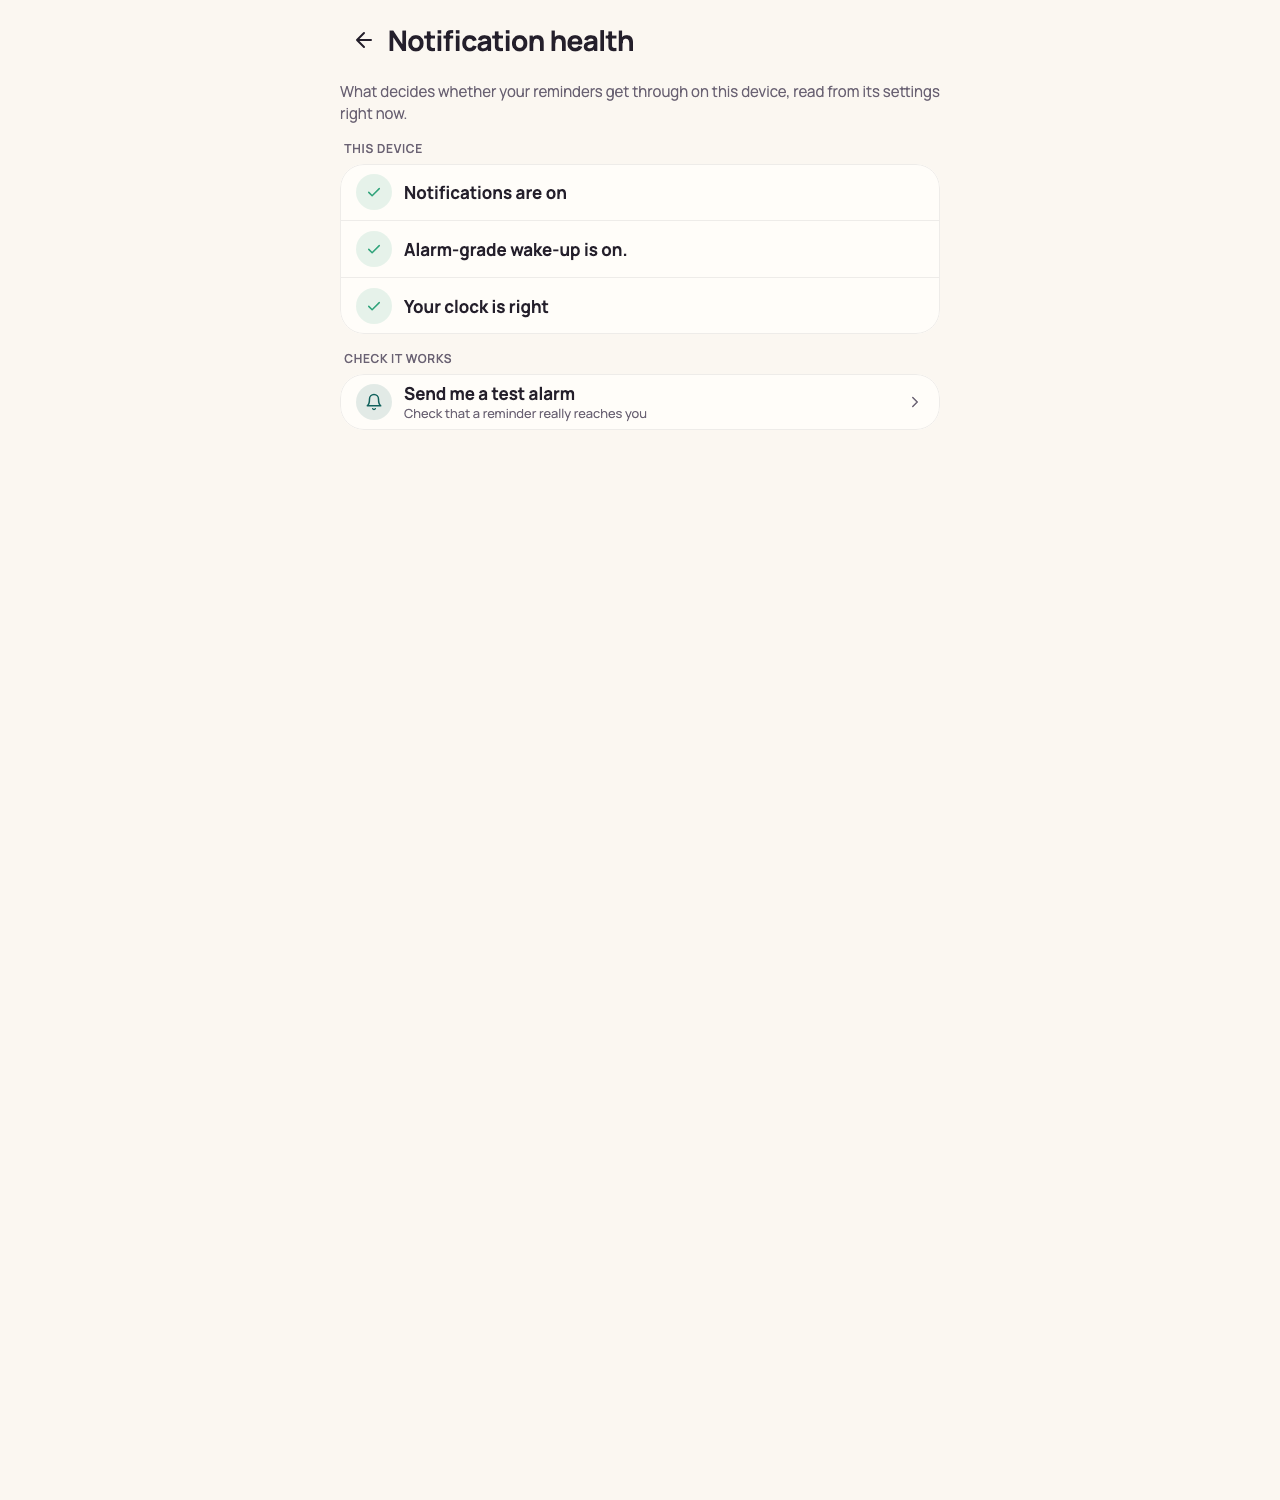 Notification health
What decides whether your reminders get through on this device, read from its settings
right now.
THIS DEVICE
Notifications are on
Alarm-grade wake-up is on.
Your clock is right
CHECK IT WORKS
Send me a test alarm
Check that a reminder really reaches you